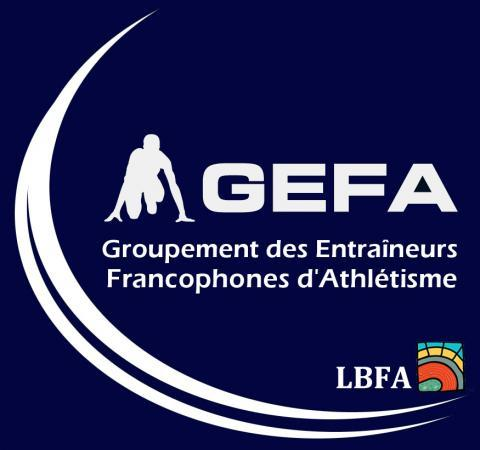 GEFA
Groupement des Entraîneurs
Francophones d'Athlétisme
LBFA